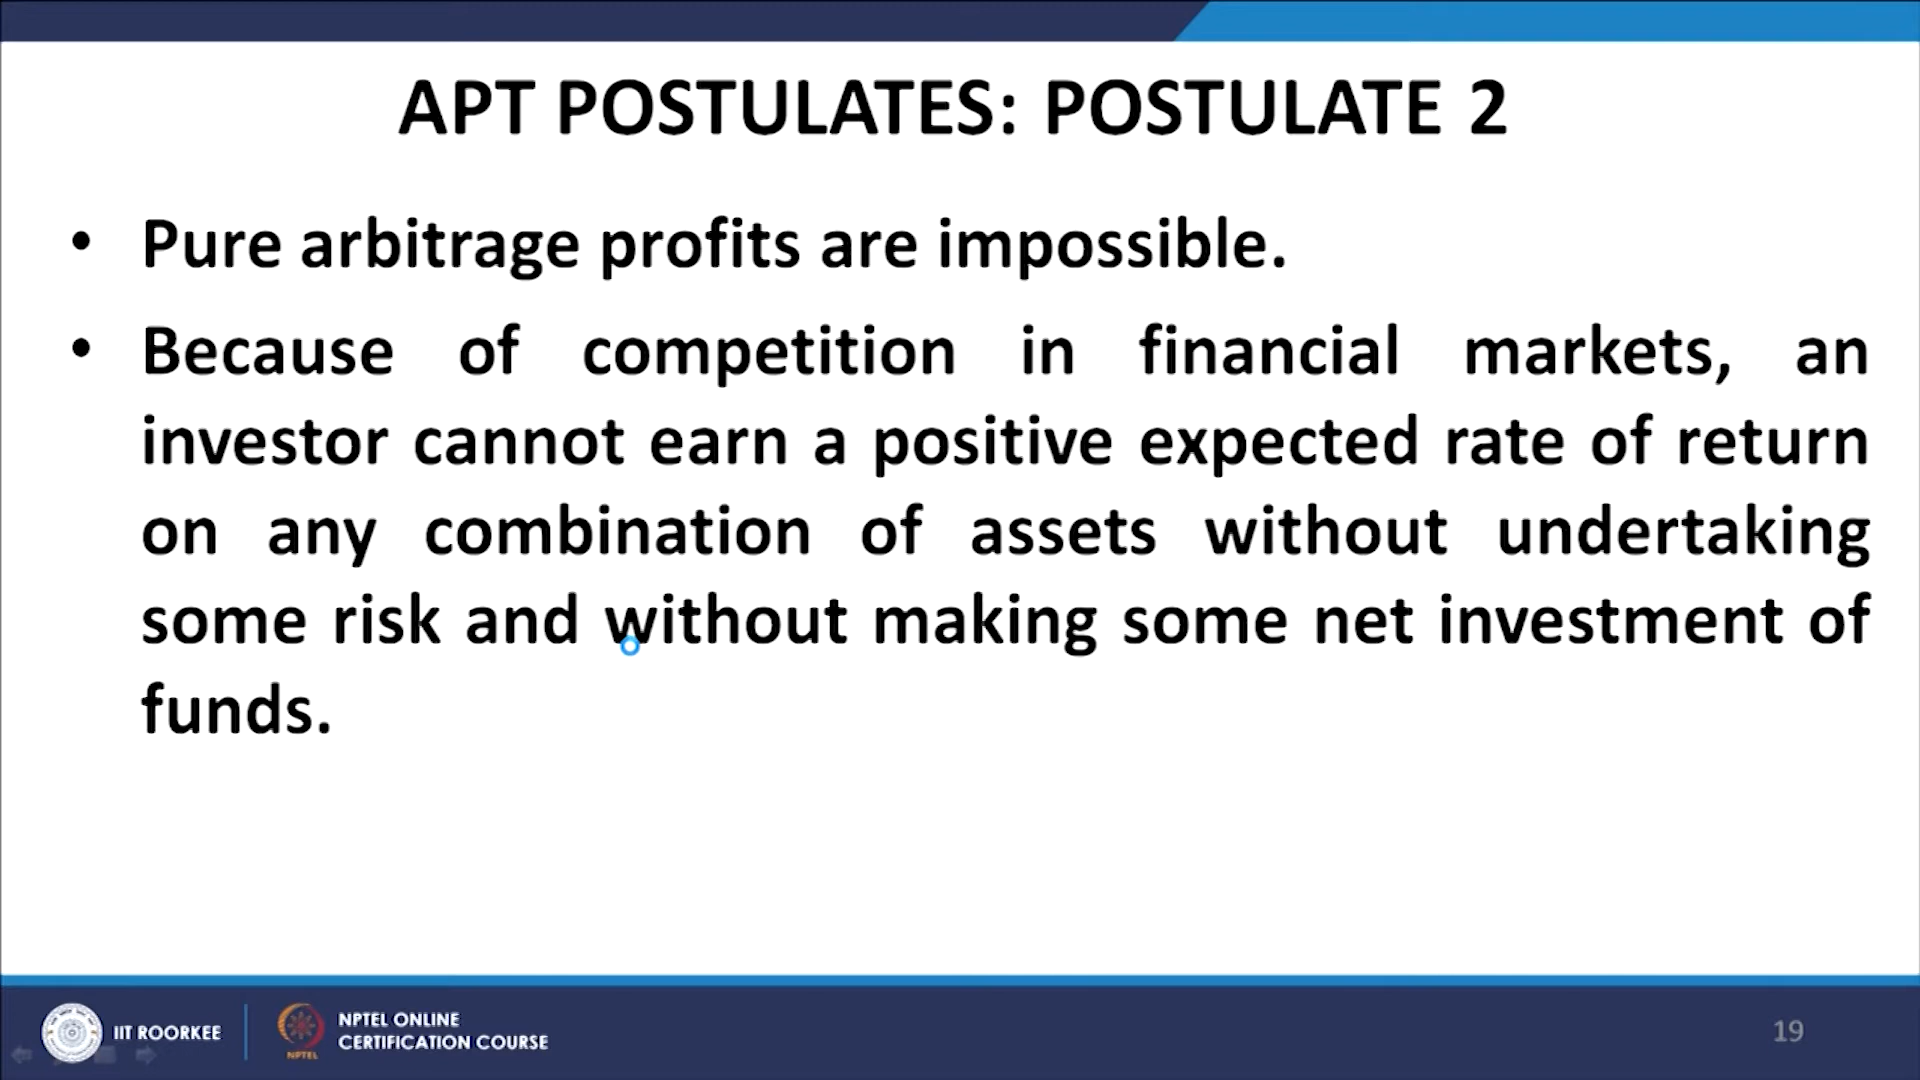 APT POSTULATES: POSTULATE 2
• Pure arbitrage profits are impossible.
• Because of competition in financial markets, an
investor cannot earn a positive expected rate of return
on any combination of assets without undertaking
some risk and without making some net investment of
funds.
IIT ROORKEE
NPTEL
NPTEL ONLINE
CERTIFICATION COURSE
19